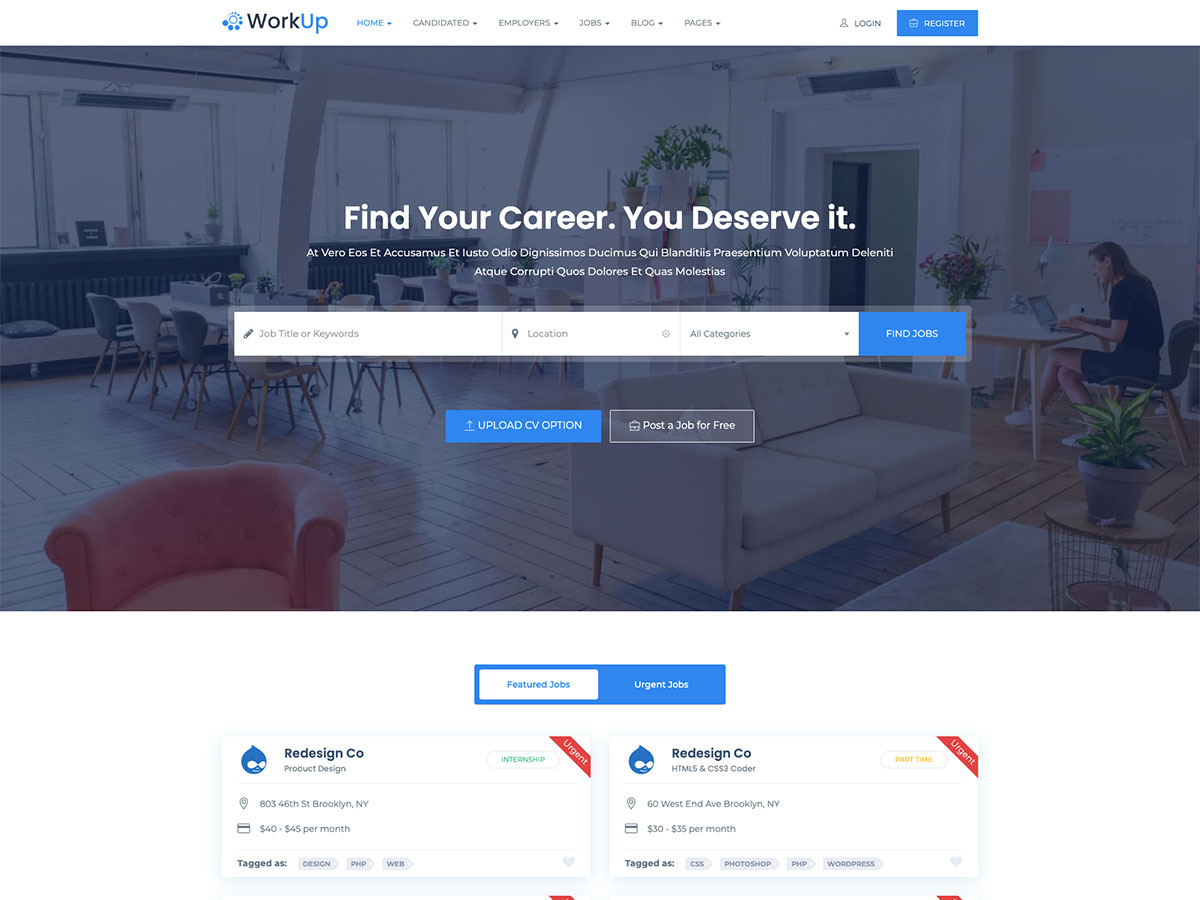 WorkUp
HOME
CANDIDATED
EMPLOYERS
JOBS
BLOG
PAGES
LOGIN
REGISTER
Find Your Career. You Deserve it.
At Vero Eos Et Accusamus Et Iusto Odio Dignissimos Ducimus Qui Blanditiis Praesentium Voluptatum Deleniti
Atque Corrupti Quos Dolores Et Quas Molestias
Job Title or Keywords
Location
All Categories
FIND JOBS
UPLOAD CV OPTION
Post a Job for Free
Featured Jobs
Urgent Jobs
Redesign Co
Product Design
INTERNSHIP
Urgent
803 46th St Brooklyn, NY
$40 - $45 per month
Tagged as:
DESIGN
PHP
WEB
Redesign Co
HTML5 & CSS3 Coder
PART TIME
Urgent
60 West End Ave Brooklyn, NY
$30 - $35 per month
Tagged as:
CSS
PHOTOSHOP
PHP
WORDPRESS